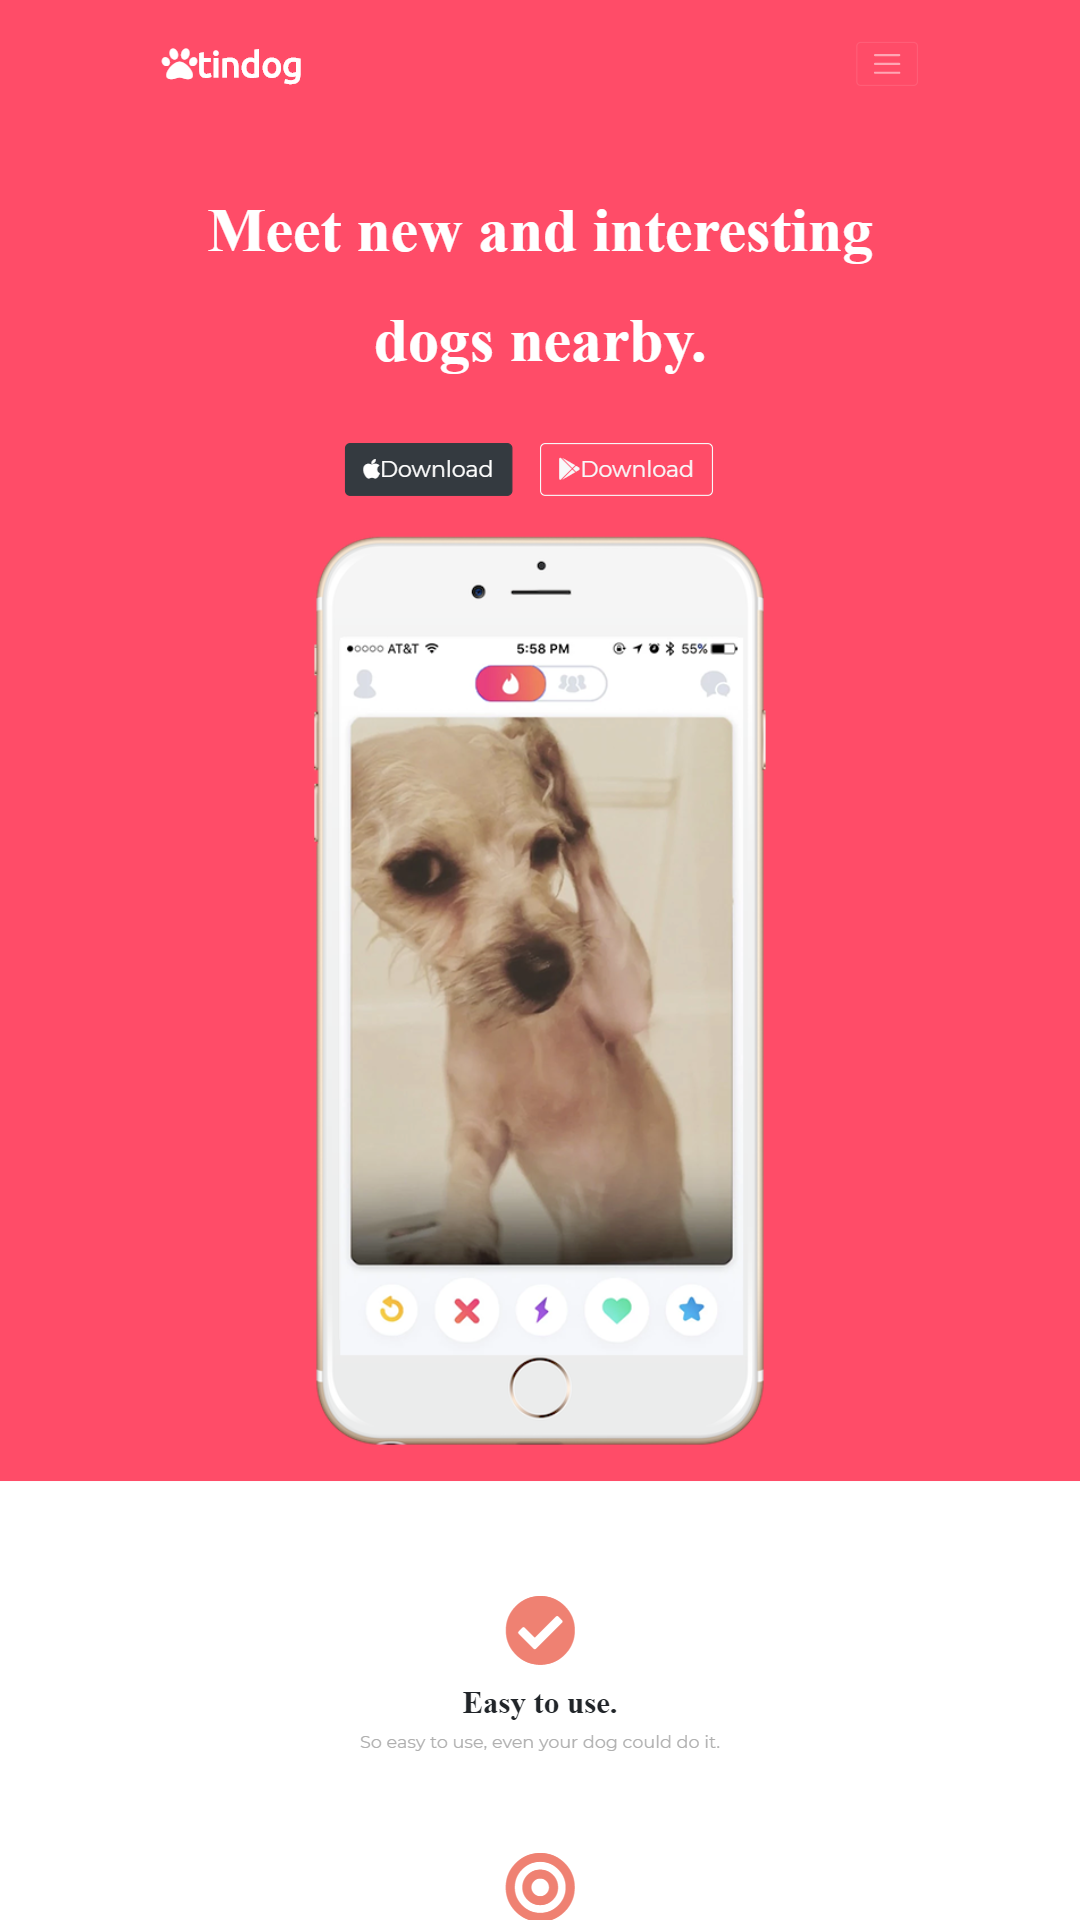 tindog
Meet new and interesting
dogs nearby.
Download
Download
AT&T
5:58 PM
55%
Easy to use.
So easy to use, even your dog could do it.